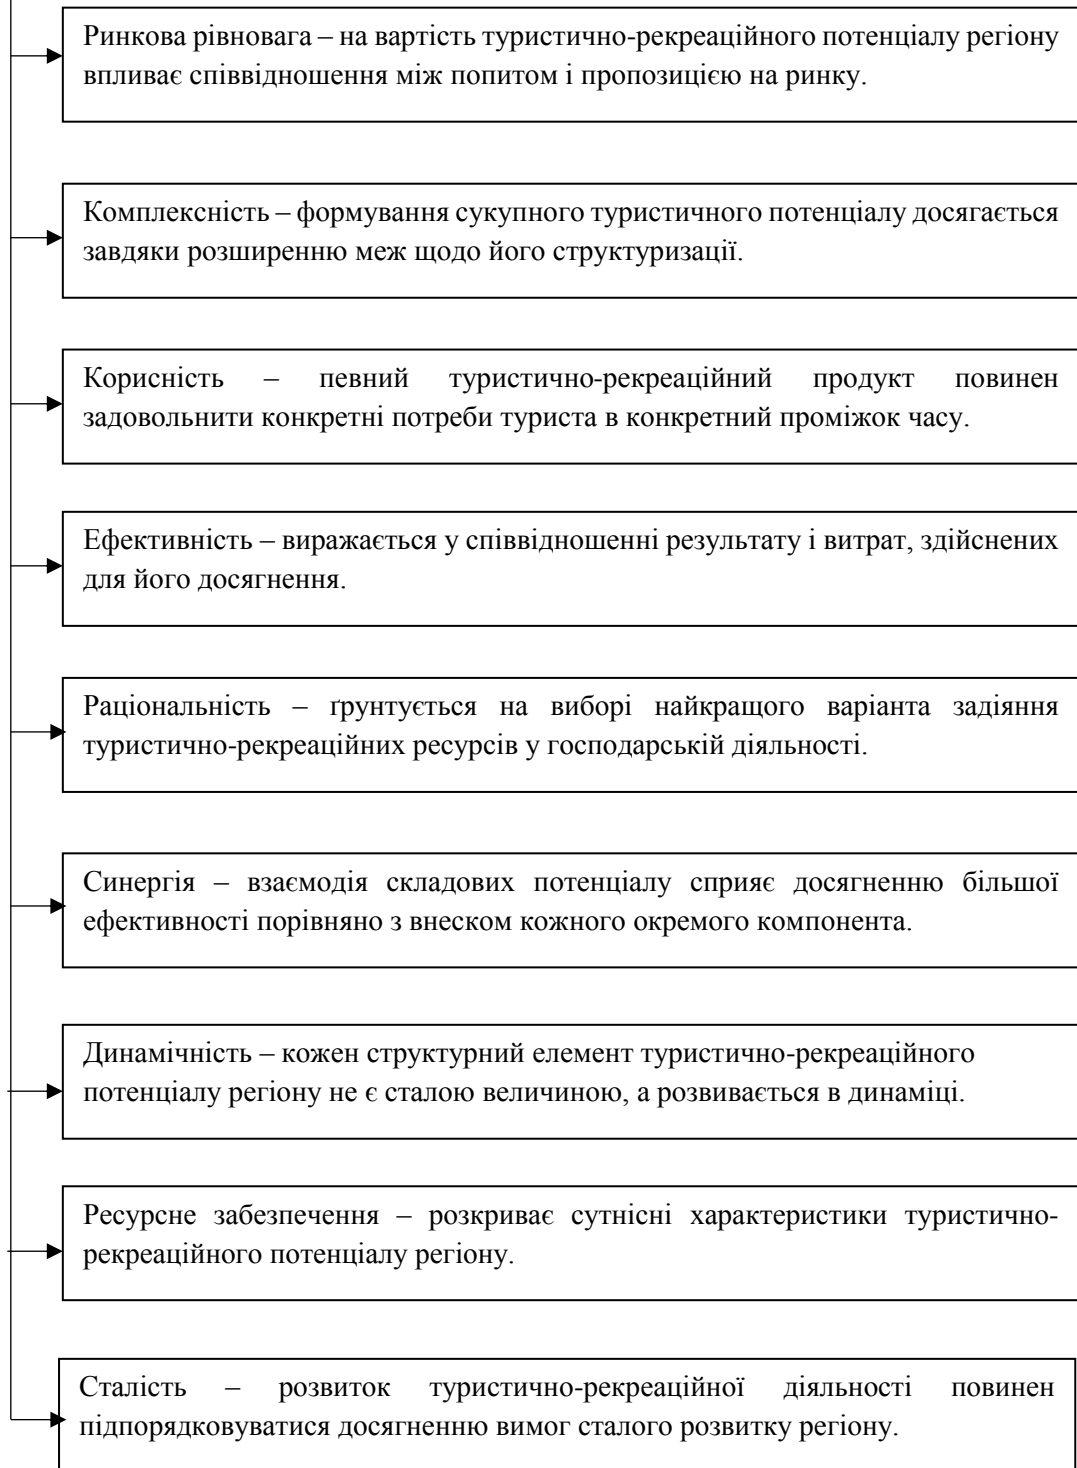 Ринкова рівновага – на вартість туристично-рекреаційного потенціалу регіону
впливає співвідношення між попитом і пропозицією на ринку.
Комплексність – формування сукупного туристичного потенціалу досягається
завдяки розширенню меж щодо його структуризації.
Корисність – певний туристично-рекреаційний продукт повинен
задовольнити конкретні потреби туриста в конкретний проміжок часу.
Ефективність – виражається у співвідношенні результату і витрат, здійснених
для його досягнення.
Раціональність – ґрунтується на виборі найкращого варіанта задіяння
туристично-рекреаційних ресурсів у господарській діяльності.
Синергія – взаємодія складових потенціалу сприяє досягненню більшої
ефективності порівняно з внеском кожного окремого компонента.
Динамічність – кожен структурний елемент туристично-рекреаційного
потенціалу регіону не є сталою величиною, а розвивається в динаміці.
Ресурсне забезпечення – розкриває сутнісні характеристики туристично-
рекреаційного потенціалу регіону.
Сталість – розвиток туристично-рекреаційної діяльності повинен
підпорядковуватися досягненню вимог сталого розвитку регіону.